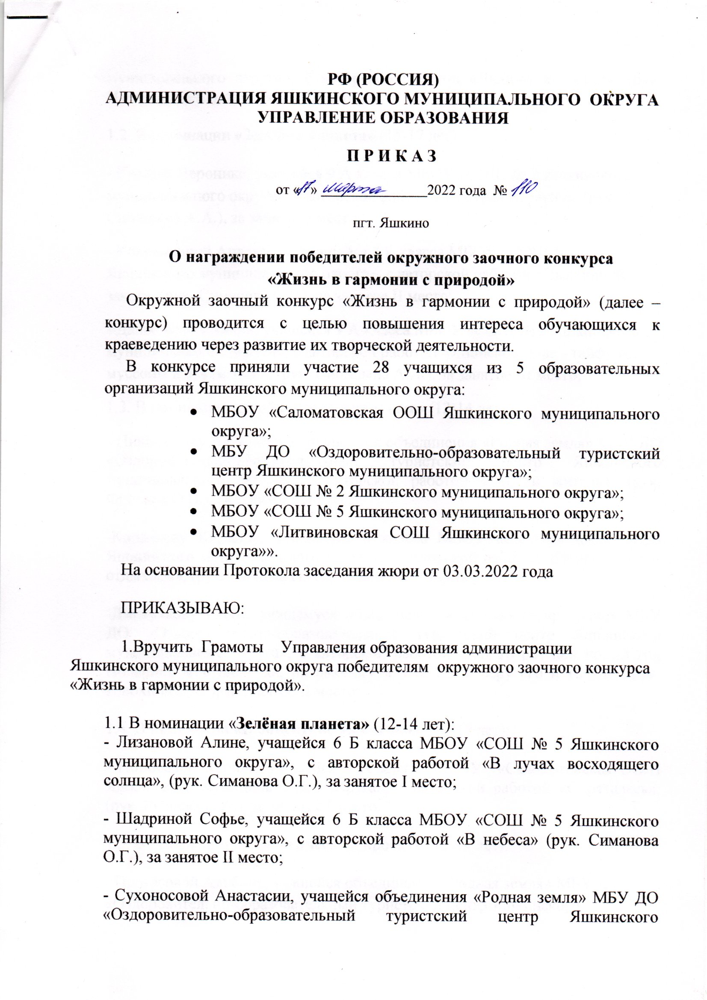 РФ (РОССИЯ)
АДМИНИСТРАЦИЯ ЯШКИНСКОГО МУНИЦИПАЛЬНОГО ОКРУГА
УПРАВЛЕНИЕ ОБРАЗОВАНИЯ
П Р И К А З
от «17» марта 2022 года № 110
пгт. Яшкино
О награждении победителей окружного заочного конкурса
«Жизнь в гармонии с природой»
Окружной заочный конкурс «Жизнь в гармонии с природой» (далее –
конкурс) проводится с целью повышения интереса обучающихся к
краеведению через развитие их творческой деятельности.
В конкурсе приняли участие 28 учащихся из 5 образовательных
организаций Яшкинского муниципального округа:
• МБОУ «Саломатовская ООШ Яшкинского муниципального
округа»;
• МБУ ДО «Оздоровительно-образовательный туристский
центр Яшкинского муниципального округа»;
• МБОУ «СОШ № 2 Яшкинского муниципального округа»;
• МБОУ «СОШ № 5 Яшкинского муниципального округа»;
• МБОУ «Литвиновская СОШ Яшкинского муниципального
округа»».
На основании Протокола заседания жюри от 03.03.2022 года
ПРИКАЗЫВАЮ:
1.Вручить Грамоты Управления образования администрации
Яшкинского муниципального округа победителям окружного заочного конкурса
«Жизнь в гармонии с природой».
1.1 В номинации «Зелёная планета» (12-14 лет):
- Лизановой Алине, учащейся 6 Б класса МБОУ «СОШ № 5 Яшкинского
муниципального округа», с авторской работой «В лучах восходящего
солнца», (рук. Симанова О.Г.), за занятое I место;
- Шадриной Софье, учащейся 6 Б класса МБОУ «СОШ № 5 Яшкинского
муниципального округа», с авторской работой «В небеса» (рук. Симанова
О.Г.), за занятое II место;
- Сухоносовой Анастасии, учащейся объединения «Родная земля» МБУ ДО
«Оздоровительно-образовательный туристский центр Яшкинского